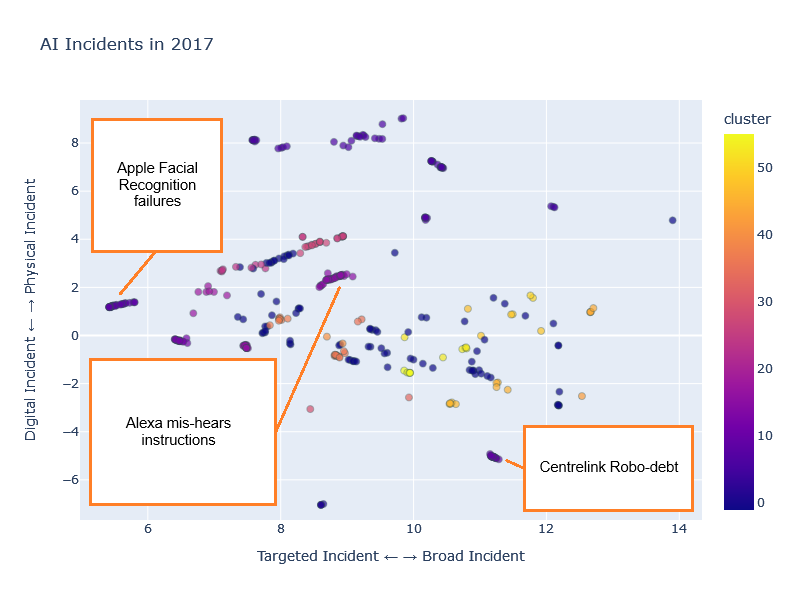 AI Incidents in 2017
cluster
Apple Facial
Recognition
failures
Alexa mis-hears
instructions
Centrelink Robo-debt
Digital Incident ← → Physical Incident
8
6
4
2
0
−2
−4
−6
6
8
10
12
14
Targeted Incident ← → Broad Incident
50
40
30
20
10
0